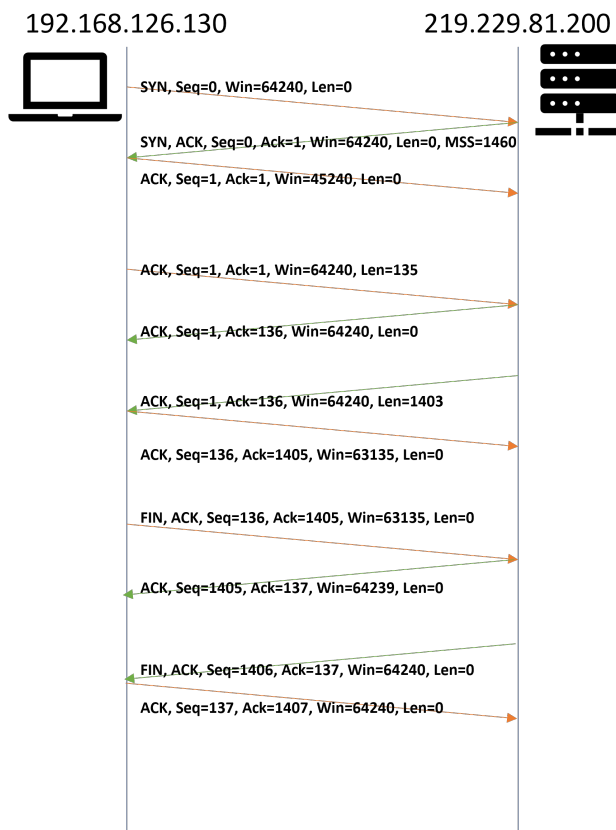 192.168.126.130
219.229.81.200
SYN, Seq=0, Win=64240, Len=0
SYN, ACK, Seq=0, Ack=1, Win=64240, Len=0, MSS=1460
ACK, Seq=1, Ack=1, Win=45240, Len=0
ACK, Seq=1, Ack=1, Win=64240, Len=135
ACK, Seq=1, Ack=136, Win=64240, Len=0
ACK, Seq=1, Ack=136, Win=64240, Len=1403
ACK, Seq=136, Ack=1405, Win=63135, Len=0
FIN, ACK, Seq=136, Ack=1405, Win=63135, Len=0
ACK, Seq=1405, Ack=137, Win=64239, Len=0
FIN, ACK, Seq=1406, Ack=137, Win=64240, Len=0
ACK, Seq=137, Ack=1407, Win=64240, Len=0